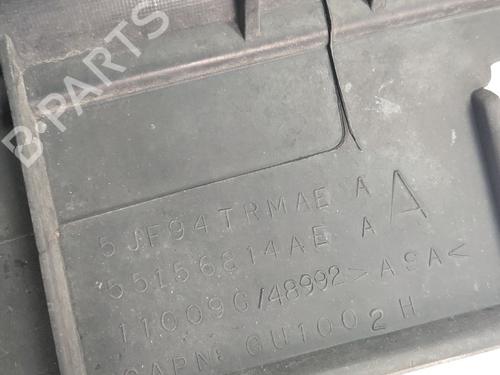 B-PARTS
5JF94TRMAE A
55156814AE A A
11009G/48992>ASA<
CAPN GU1002H